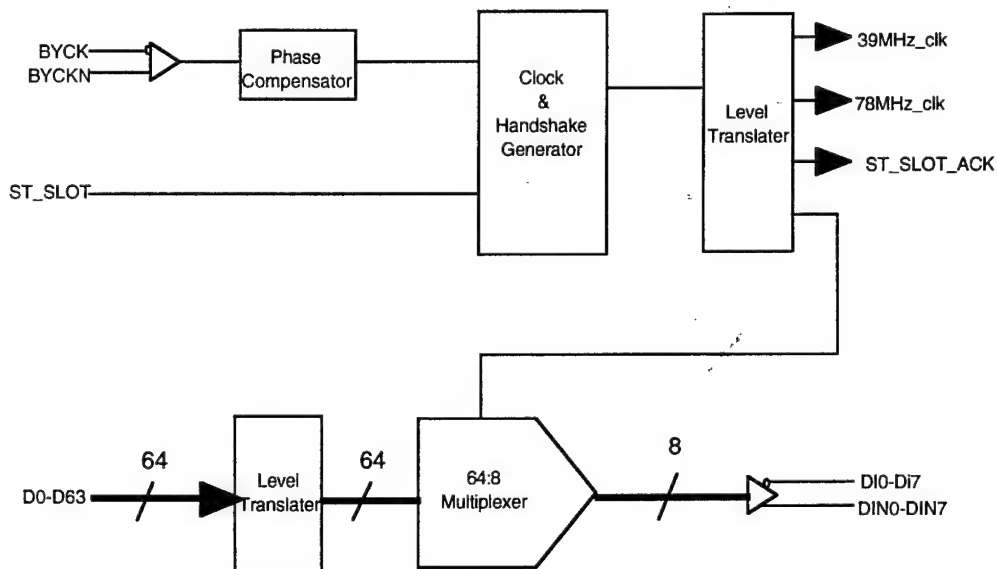 BYCK
BYCKN
Phase
Compensator
Clock
&
Handshake
Generator
Level
Translater
39MHz_clk
78MHz_clk
ST_SLOT_ACK
ST_SLOT
D0-D63
64
Level
Translater
64
64:8
Multiplexer
8
DI0-Di7
DIN0-DIN7